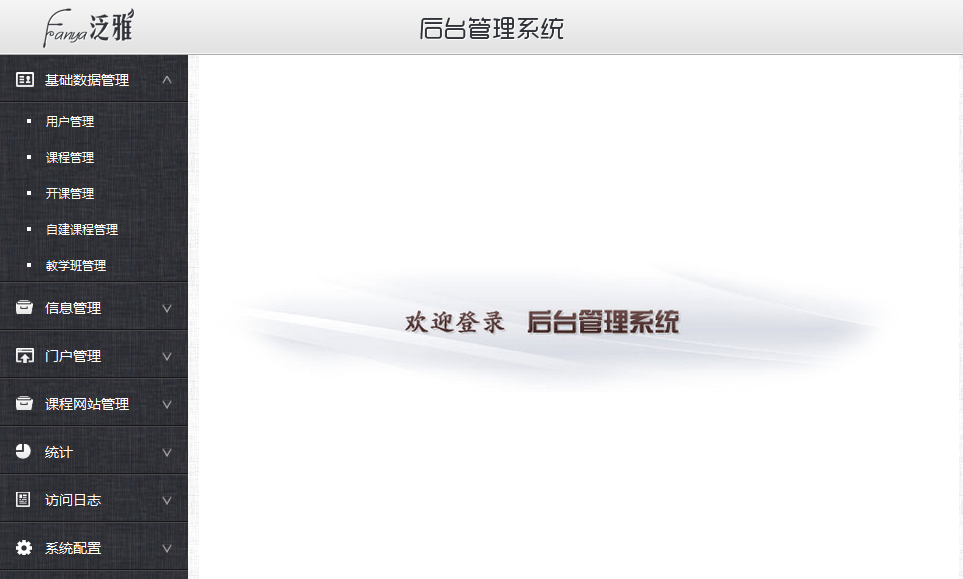 Fanya泛雅
后台管理系统
基础数据管理
用户管理
课程管理
开课管理
自建课程管理
教学班管理
信息管理
门户管理
课程网站管理
统计
访问日志
系统配置
欢迎登录 后台管理系统